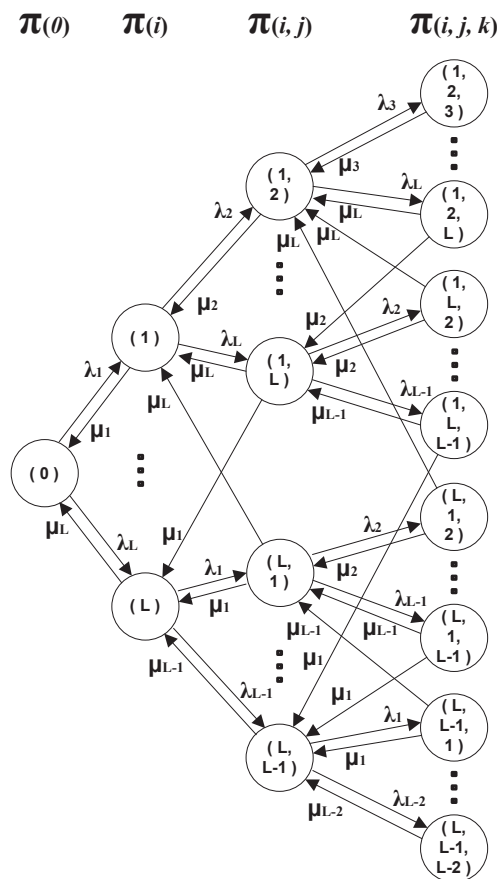 π(0) π(i) π(i, j) π(i, j, k)
( 1,
2,
3 )
λ3
μ3
( 1,
2 )
λL
μL
( 1,
2,
L )
λ2
μL
μL
λ2
( 1,
L,
2 )
μ2
μ2
( 1 )
λL
μL
( 1,
L )
μ2
λL-1
λ1
μL
μL-1
( 1,
L,
L-1 )
μ1
( 0 )
λL
μL
μ1
λ2
( L,
1,
2 )
λ1
( L,
1 )
μ2
( L )
μ1
λL-1
μL-1
μL-1
( L,
1,
L-1 )
μL-1
λL-1
μ1
μ1
λ1
( L,
L-1,
1 )
( L,
L-1 )
μ1
λL-2
μL-2
( L,
L-1,
L-2 )